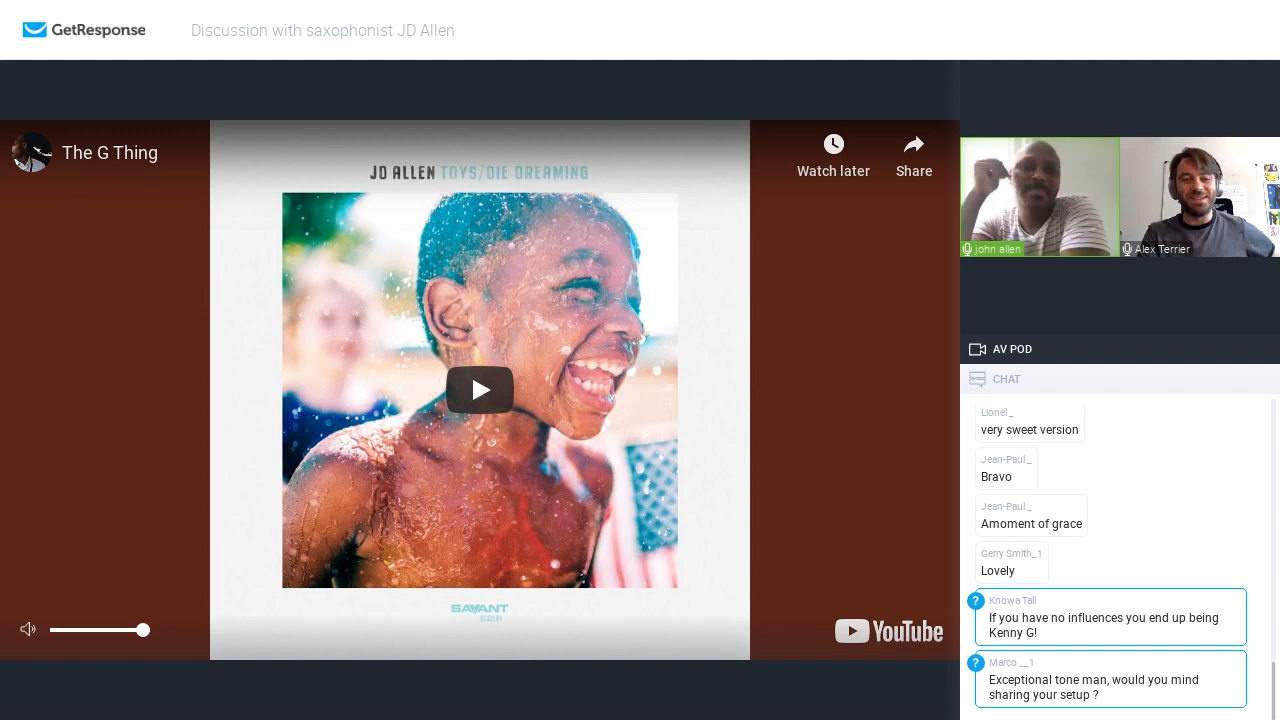 GetResponse
Discussion with saxophonist JD Allen
The G Thing
Watch later
Share
JD ALLEN TOYS/DIE DREAMING
SAVANT
YouTube
john allen
Alex Terrier
AV POD
CHAT
Lionel _
very sweet version
Jean-Paul _
Bravo
Jean-Paul _
Amoment of grace
Gerry Smith_1
Lovely
?
Knowa Tall
If you have no influences you end up being
Kenny G!
?
Marco __1
Exceptional tone man, would you mind
sharing your setup ?